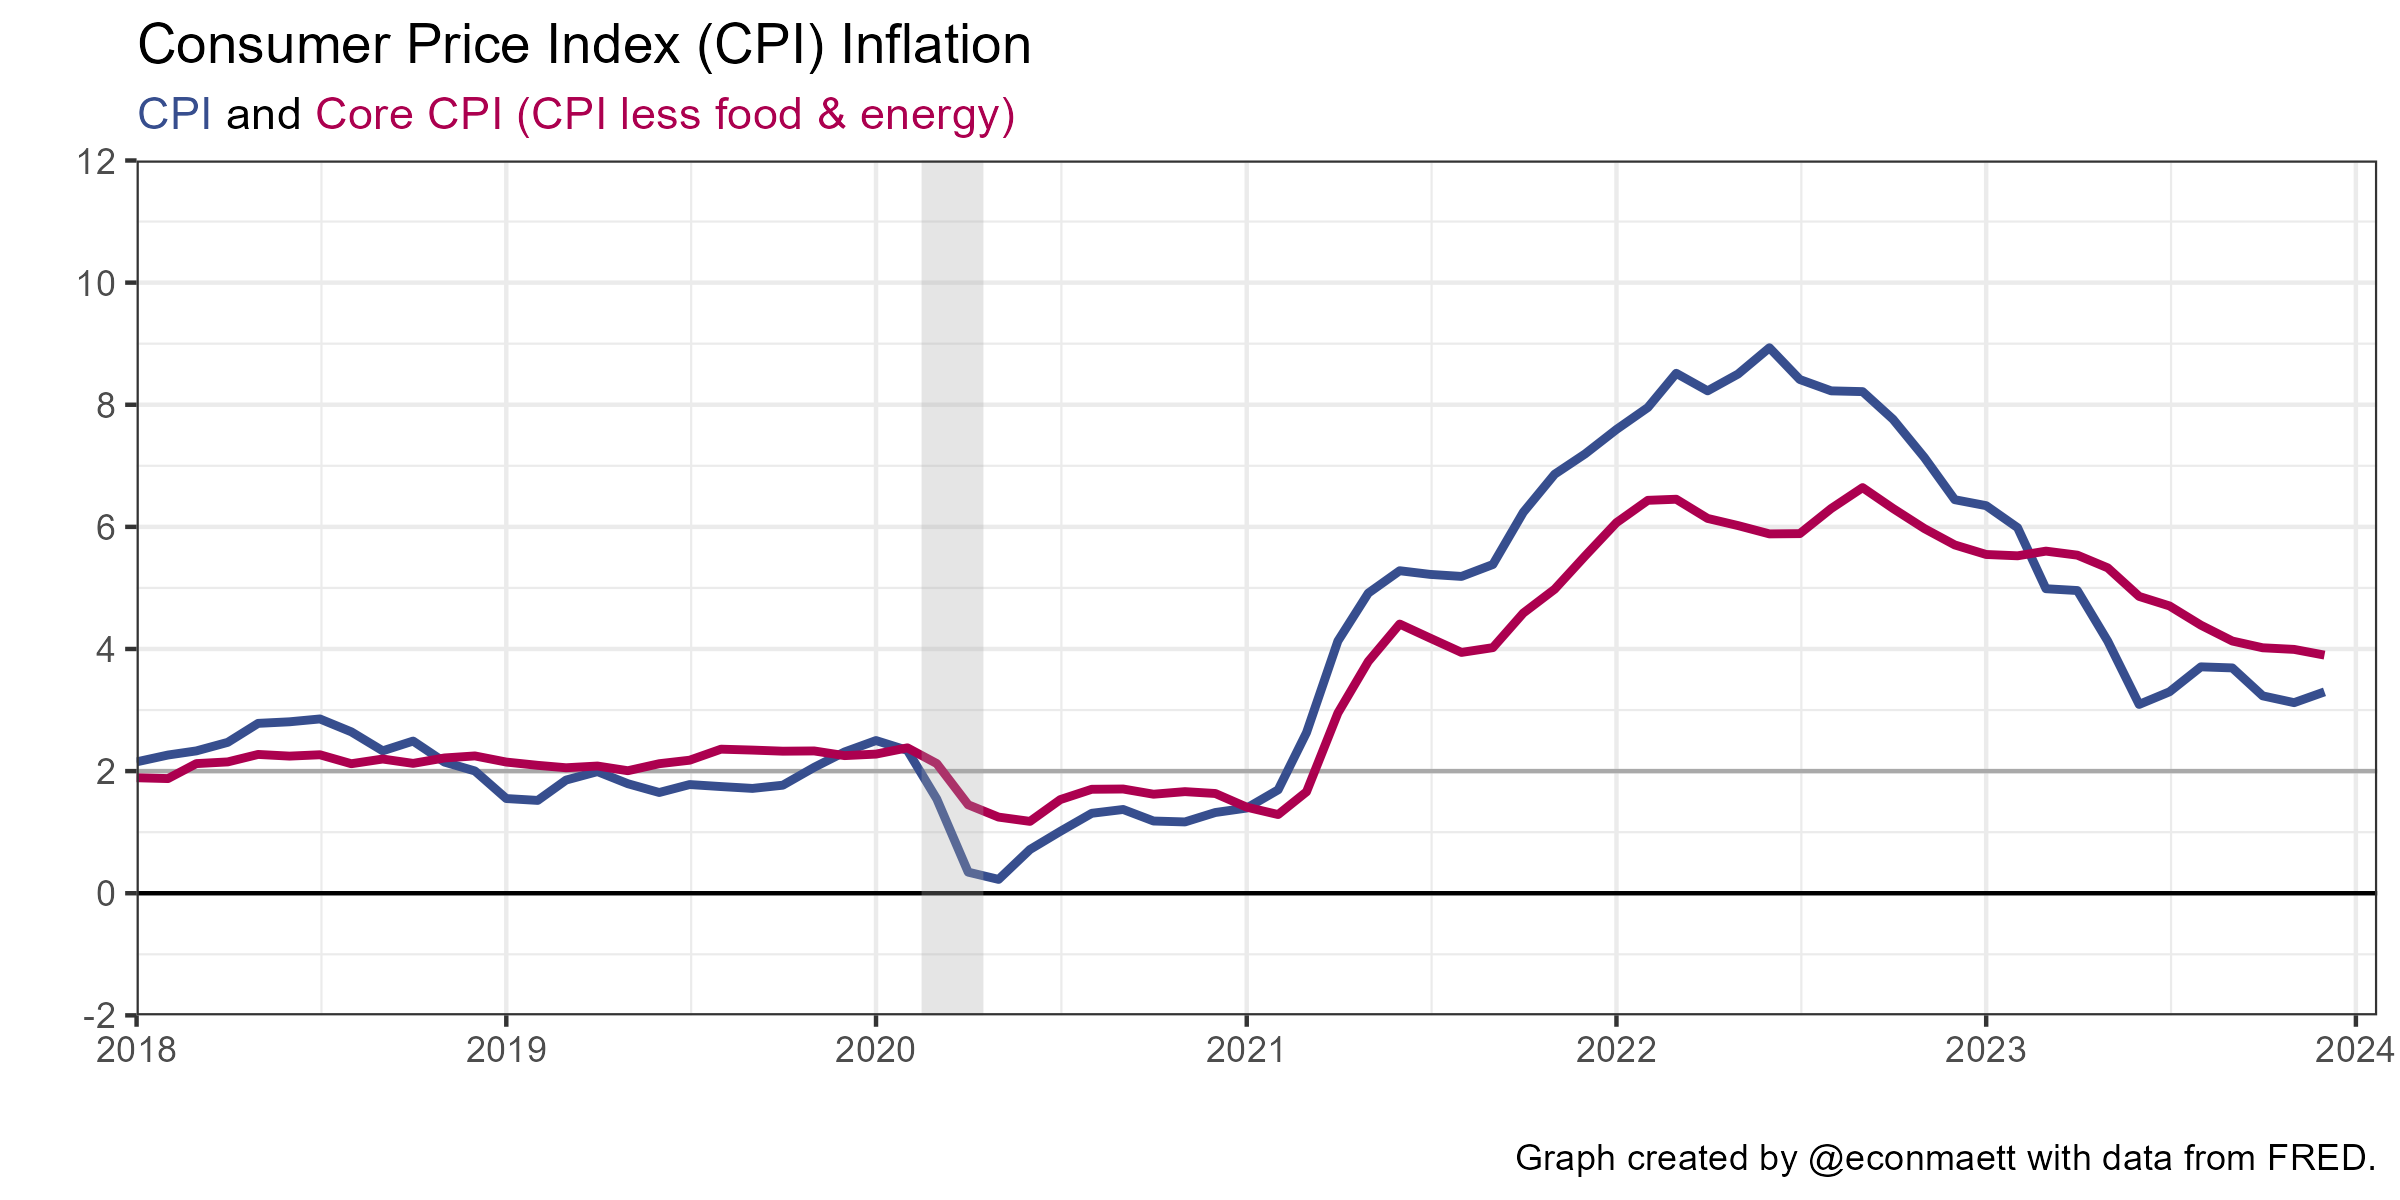 Consumer Price Index (CPI) Inflation
CPI and Core CPI (CPI less food & energy)
12
10
8
6
4
2
0
-2
2018 2019 2020 2021 2022 2023 2024
Graph created by @econmaett with data from FRED.